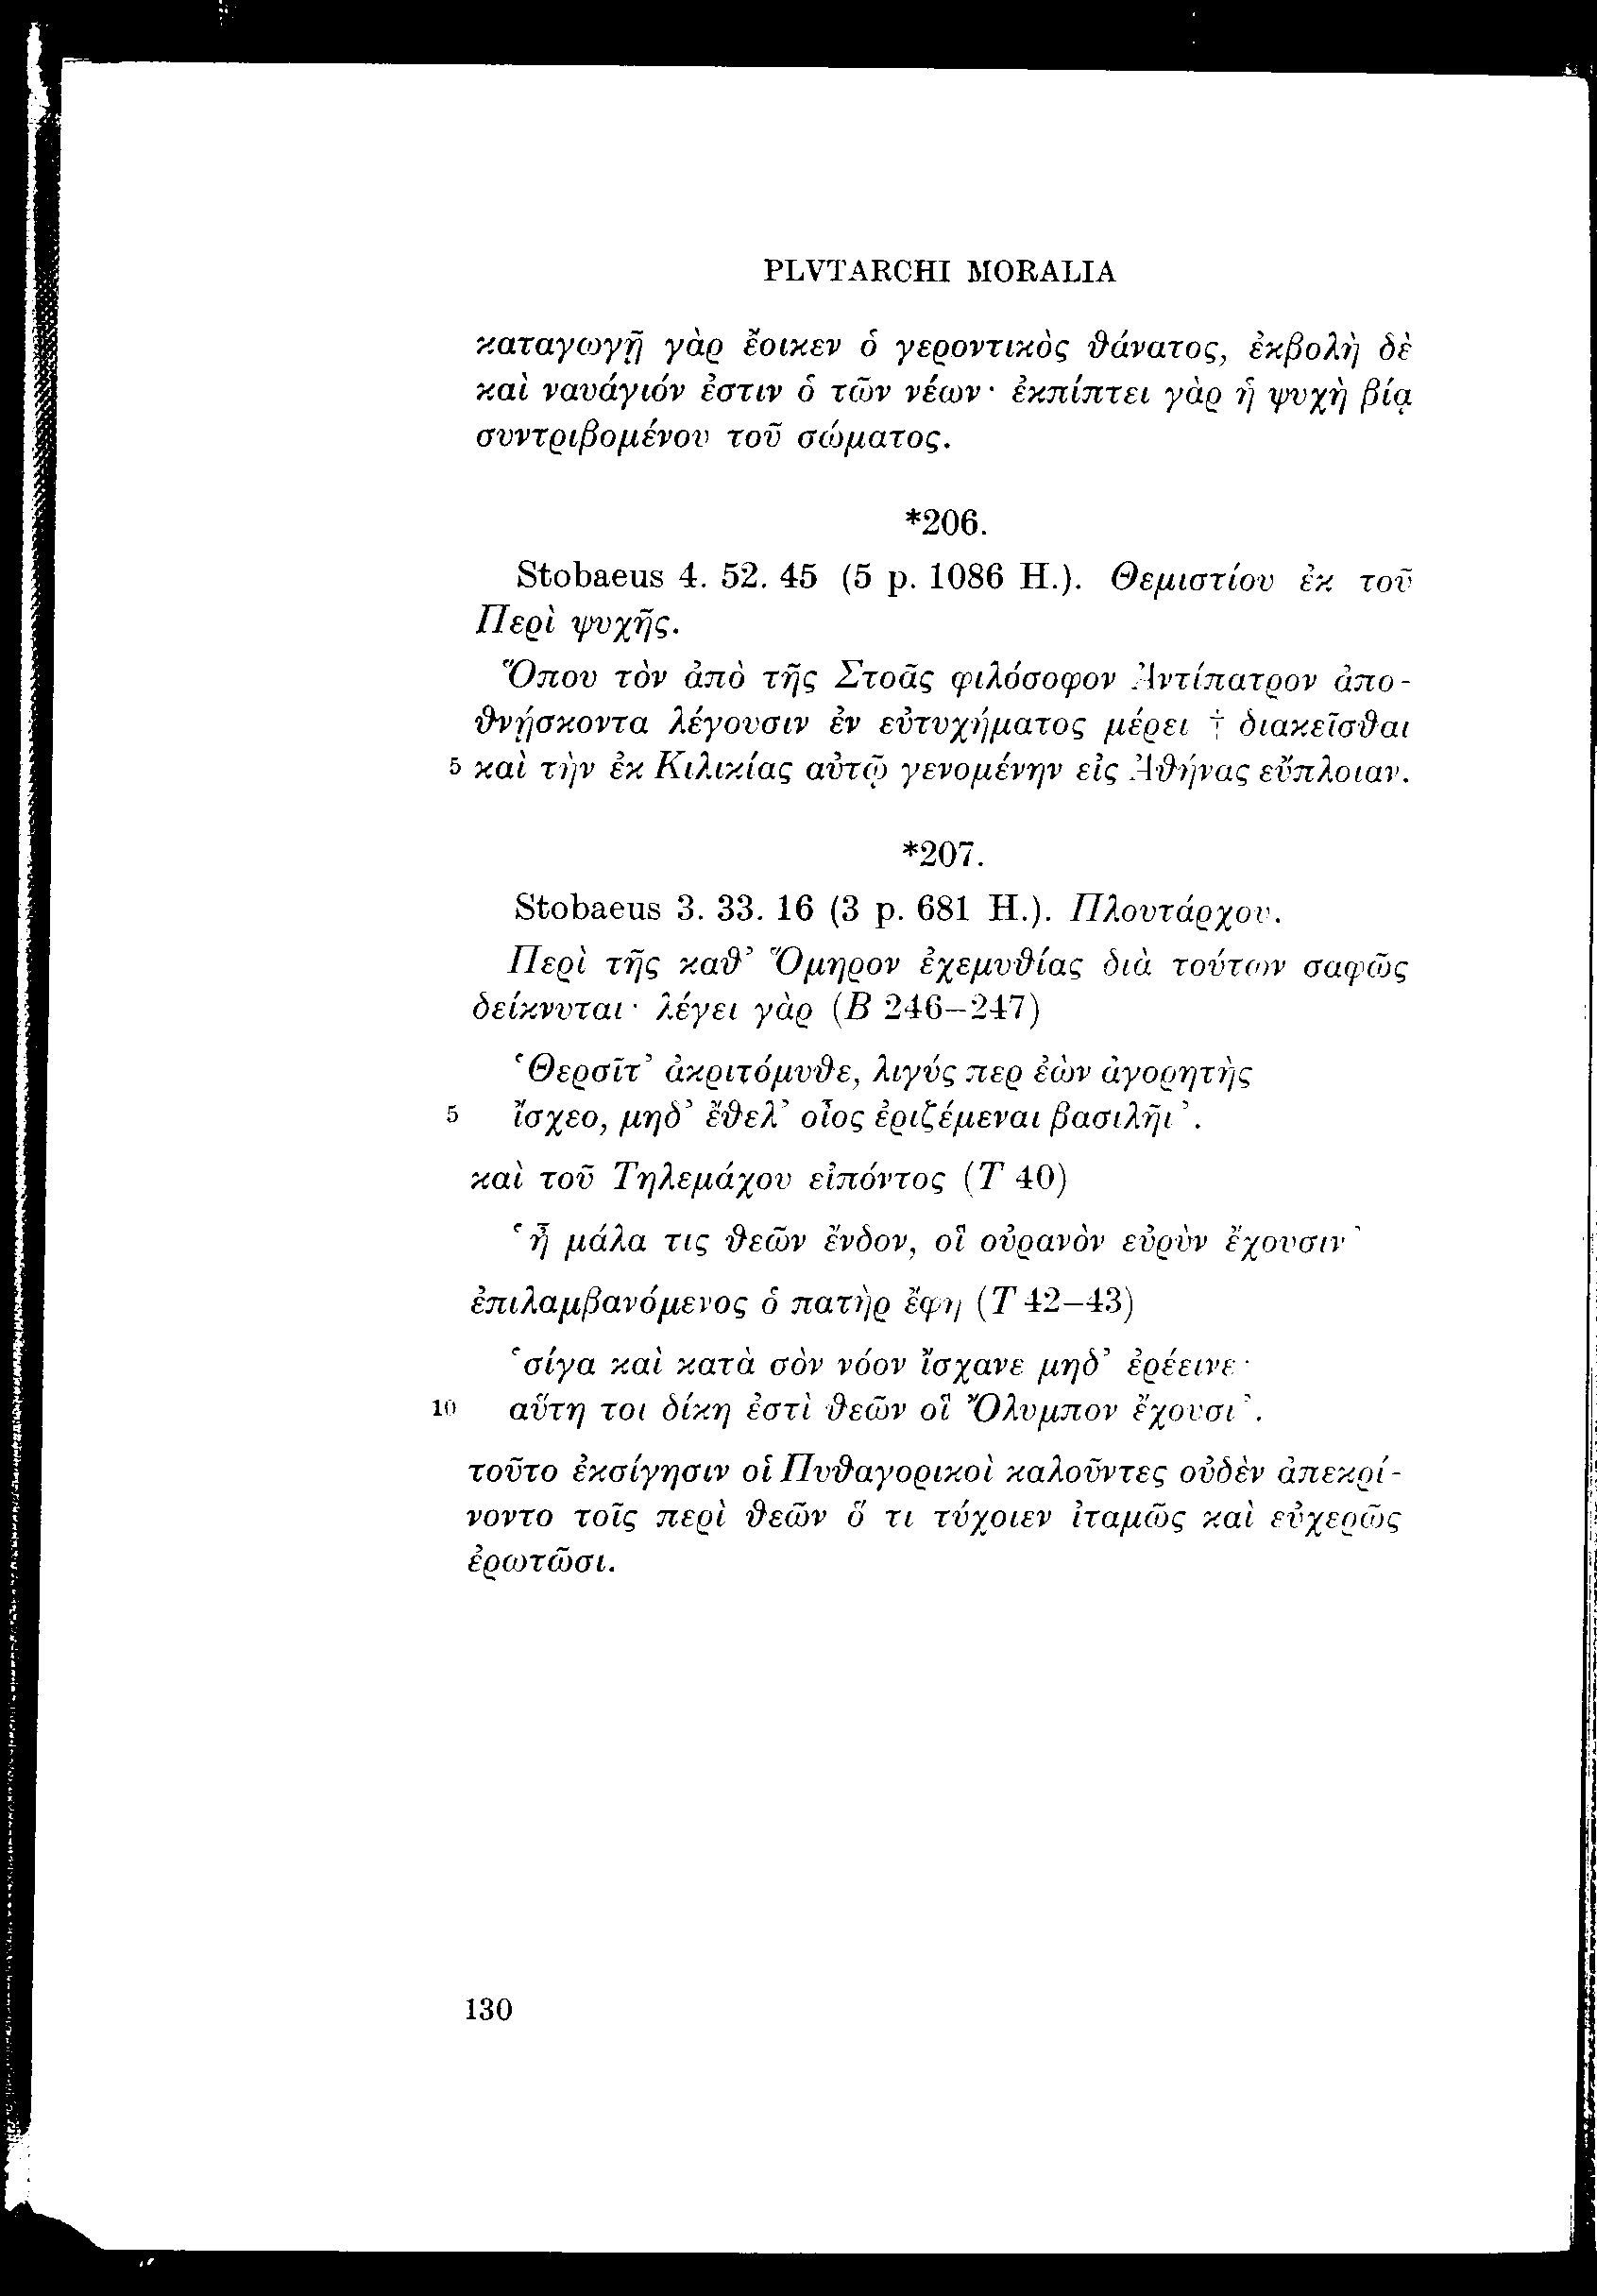 PLVTARCHI MORALIA
καταγωγῇ γὰρ ἔοικεν ὁ γεροντικὸς θάνατος, ἐκβολὴ δὲ
καὶ ναυάγιόν ἐστιν ὁ τῶν νέων· ἐκπίπτει γὰρ ἡ ψυχὴ βίᾳ
συντριβομένου τοῦ σώματος.
*206.
Stobaeus 4. 52. 45 (5 p. 1086 H.). Θεμιστίου ἐκ τοῦ
Περὶ ψυχῆς.
Ὅπου τὸν ἀπὸ τῆς Στοᾶς φιλόσοφον Ἀντίπατρον ἀπο-
θνῄσκοντα λέγουσιν ἐν εὐτυχήματος μέρει † διακεῖσθαι
5 καὶ τὴν ἐκ Κιλικίας αὐτῷ γενομένην εἰς Ἀθήνας εὔπλοιαν.
*207.
Stobaeus 3. 33. 16 (3 p. 681 H.). Πλουτάρχου.
Περὶ τῆς καθ’ Ὅμηρον ἐχεμυθίας διὰ τούτων σαφῶς
δείκνυται· λέγει γὰρ (Β 246–247)
‘Θερσῖτ’ ἀκριτόμυθε, λιγύς περ ἐὼν ἀγορητὴς
5 ἴσχεο, μηδ’ ἔθελ’ οἶος ἐριζέμεναι βασιλῆι’.
καὶ τοῦ Τηλεμάχου εἰπόντος (Τ 40)
‘ἦ μάλα τις θεῶν ἔνδον, οἳ οὐρανὸν εὐρὺν ἔχουσιν’
ἐπιλαμβανόμενος ὁ πατὴρ ἔφη (Τ 42–43)
‘σίγα καὶ κατὰ σὸν νόον ἴσχανε μηδ’ ἐρέεινε·
10 αὕτη τοι δίκη ἐστὶ θεῶν οἳ Ὄλυμπον ἔχουσι’.
τοῦτο ἐκσίγησιν οἱ Πυθαγορικοὶ καλοῦντες οὐδὲν ἀπεκρί-
νοντο τοῖς περὶ θεῶν ὅ τι τύχοιεν ἰταμῶς καὶ εὐχερῶς
ἐρωτῶσι.
130